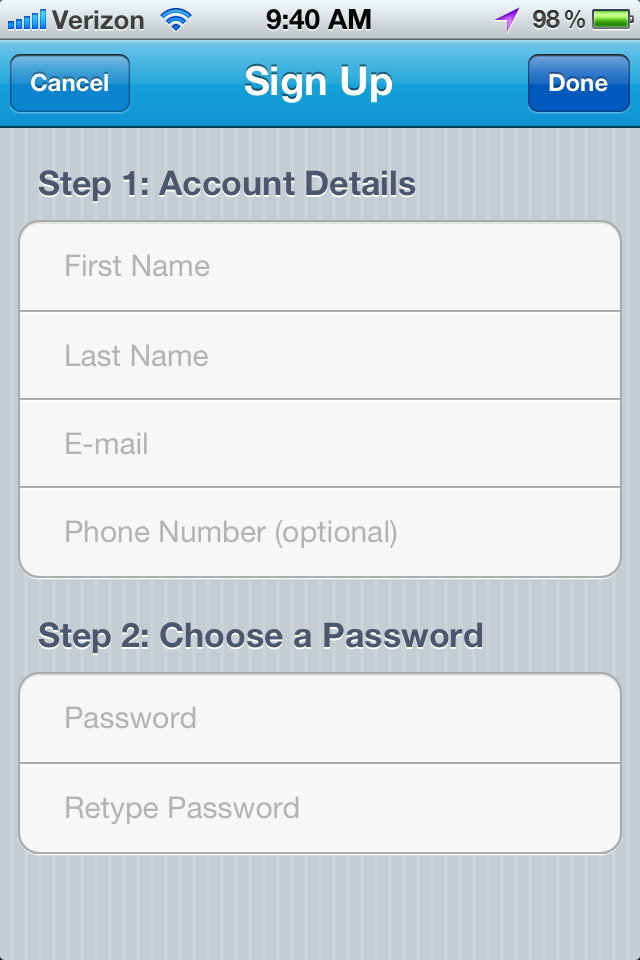 Verizon 9:40 AM 98 %
Cancel Sign Up Done
Step 1: Account Details
First Name
Last Name
E-mail
Phone Number (optional)
Step 2: Choose a Password
Password
Retype Password